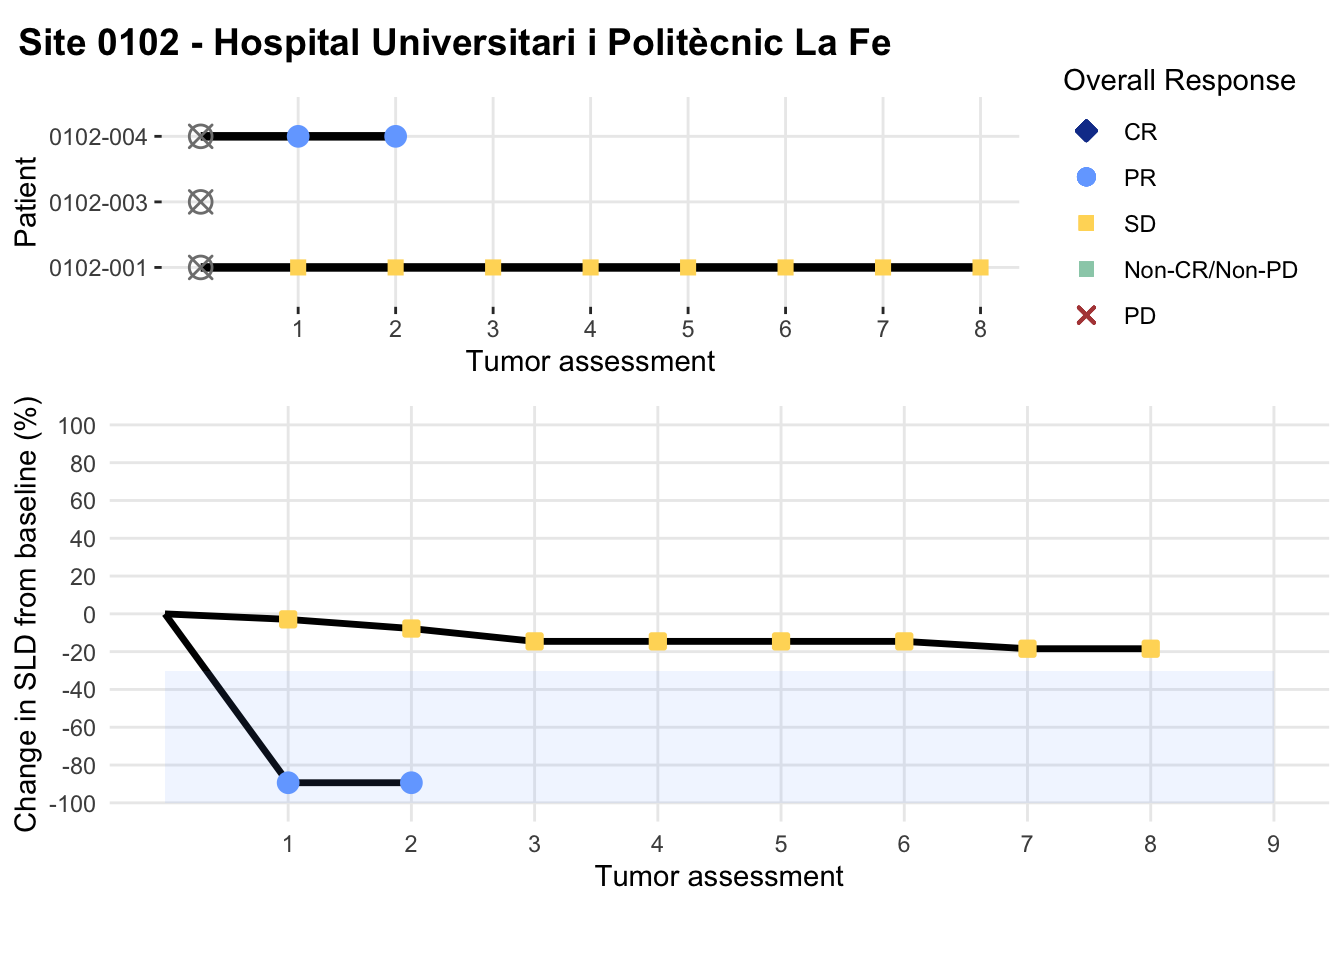 Site 0102 - Hospital Universitari i Politècnic La Fe
Overall Response
CR
PR
SD
Non-CR/Non-PD
PD
Patient
0102-004
0102-003
0102-001
1 2 3 4 5 6 7 8
Tumor assessment
Change in SLD from baseline (%)
100
80
60
40
20
0
-20
-40
-60
-80
-100
1 2 3 4 5 6 7 8 9
Tumor assessment